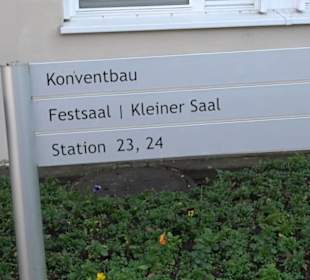 Konventbau
Festsaal | Kleiner Saal
Station 23, 24